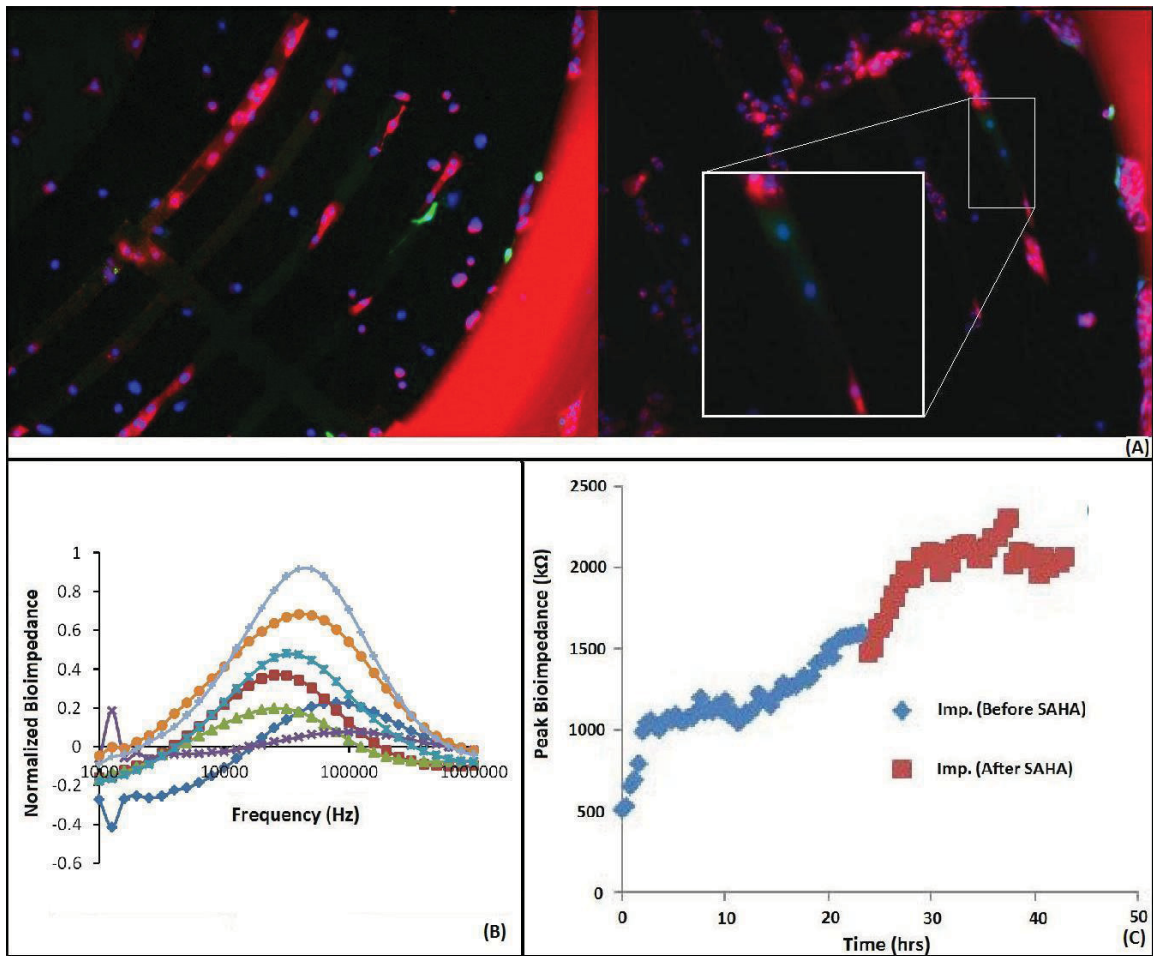 (A)
Normalized Bioimpedance
1
0.8
0.6
0.4
0.2
0
-0.2
-0.4
-0.6
1000 10000 100000 1000000
Frequency (Hz)
(B)
Peak Bioimpedance (kΩ)
2500
2000
1500
1000
500
0
Imp. (Before SAHA)
Imp. (After SAHA)
0 10 20 30 40 50
Time (hrs)
(C)